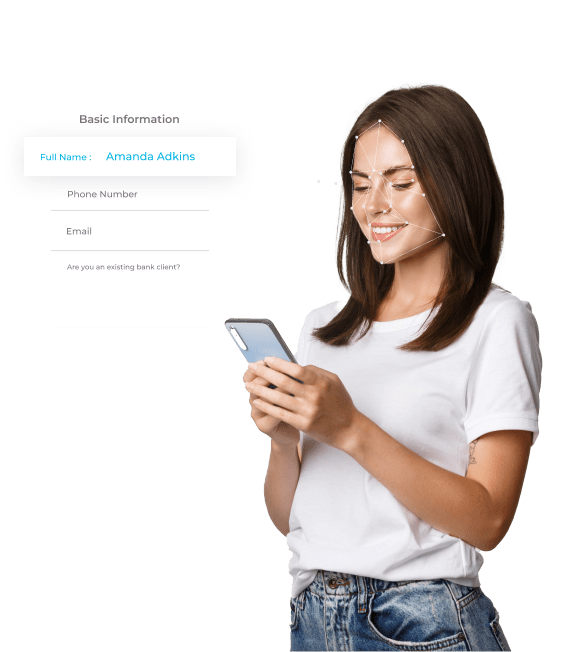 Basic Information
Full Name : Amanda Adkins
Phone Number
Email
Are you an existing bank client?